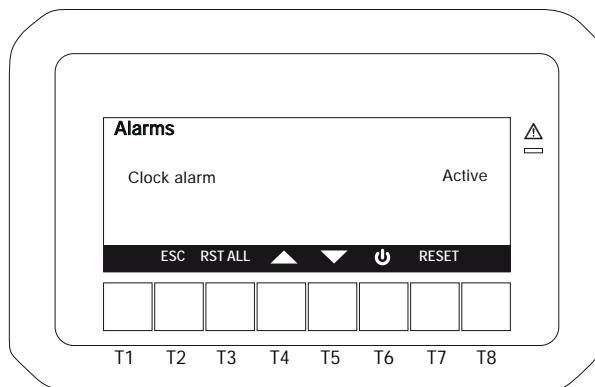 Alarms
Clock alarm Active
ESC RST ALL RESET
T1 T2 T3 T4 T5 T6 T7 T8